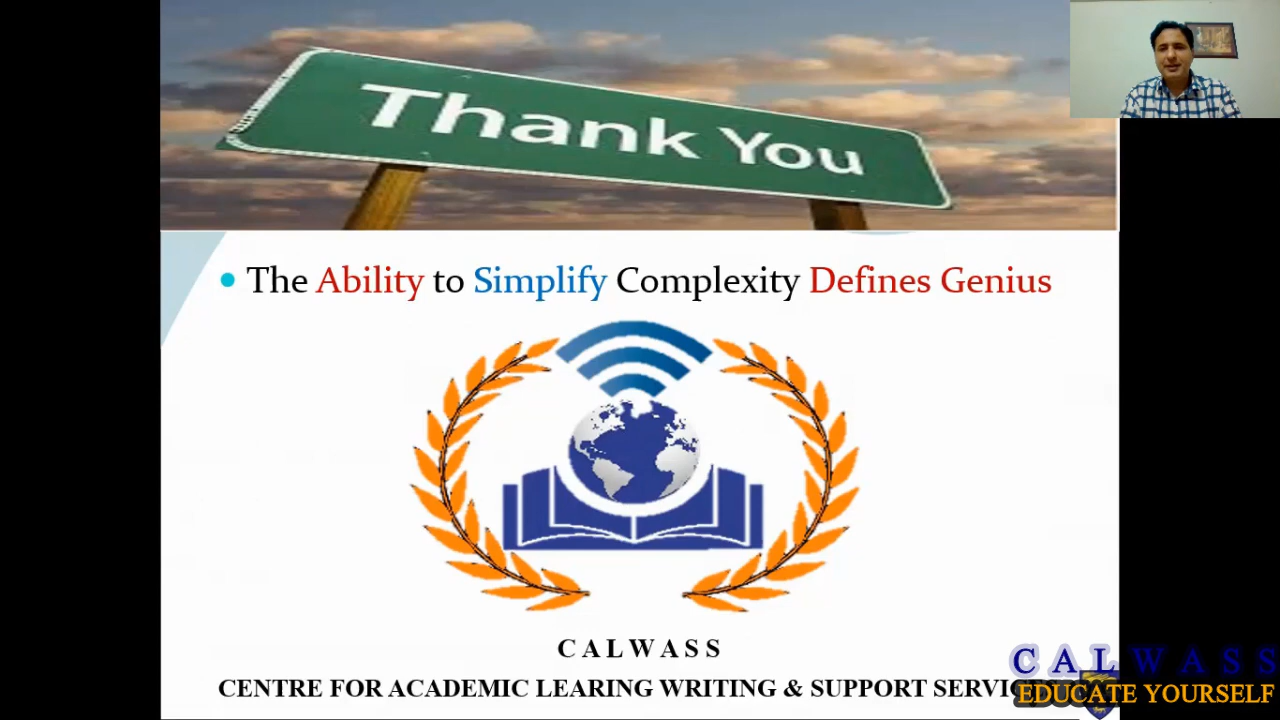 Thank You
The Ability to Simplify Complexity Defines Genius
CALWASS
CENTRE FOR ACADEMIC LEARING WRITING & SUPPORT
CALWASS
EDUCATE YOURSELF